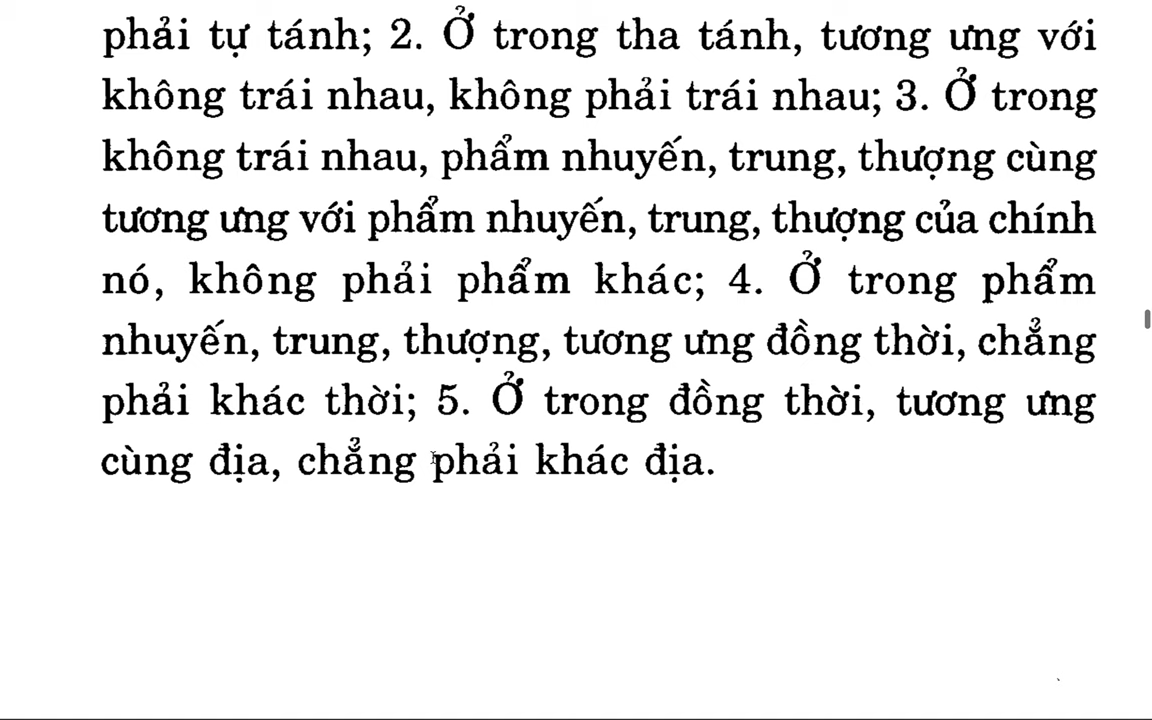 phải tự tánh; 2. Ở trong tha tánh, tương ưng với
không trái nhau, không phải trái nhau; 3. Ở trong
không trái nhau, phẩm nhuyến, trung, thượng cùng
tương ưng với phẩm nhuyến, trung, thượng của chính
nó, không phải phẩm khác; 4. Ở trong phẩm
nhuyến, trung, thượng, tương ưng đồng thời, chẳng
phải khác thời; 5. Ở trong đồng thời, tương ưng
cùng địa, chẳng phải khác địa.